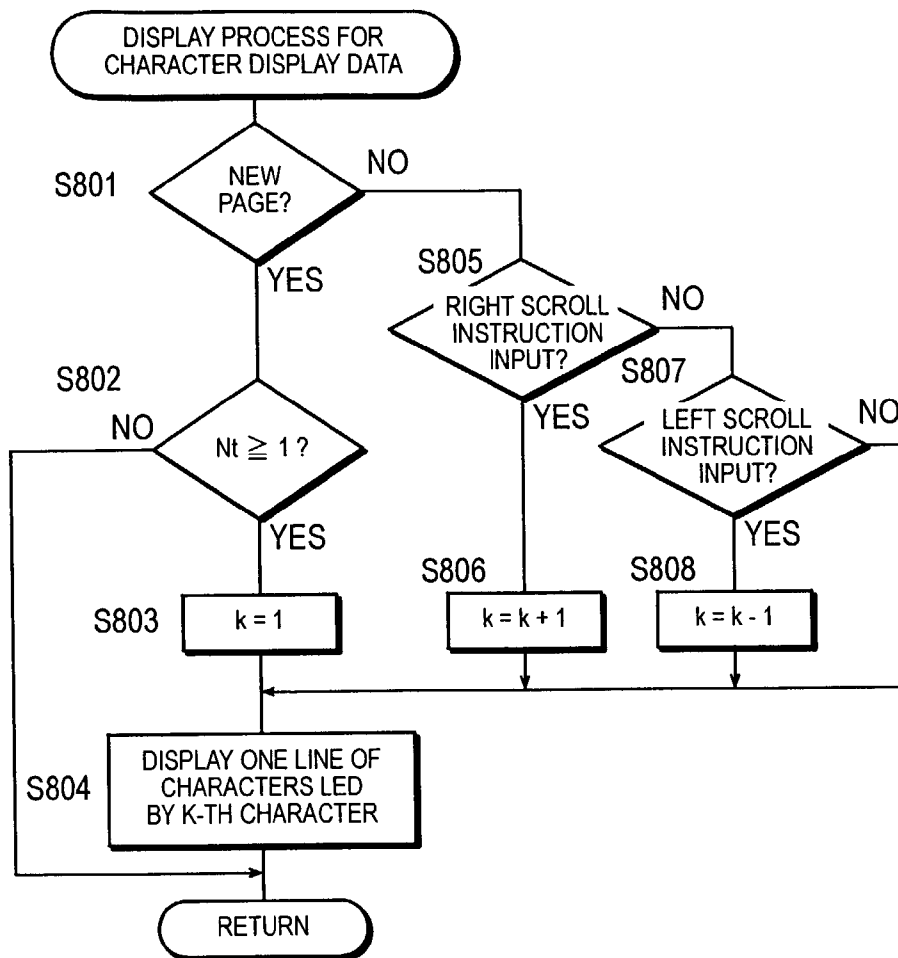 DISPLAY PROCESS FOR
CHARACTER DISPLAY DATA
S801
NEW
PAGE?
NO
YES
S805
RIGHT SCROLL
INSTRUCTION
INPUT?
NO
YES
S802
NO
Nt ≧ 1 ?
YES
S807
LEFT SCROLL
INSTRUCTION
INPUT?
NO
YES
S803
k = 1
S806
k = k + 1
S808
k = k - 1
S804
DISPLAY ONE LINE OF
CHARACTERS LED
BY K-TH CHARACTER
RETURN